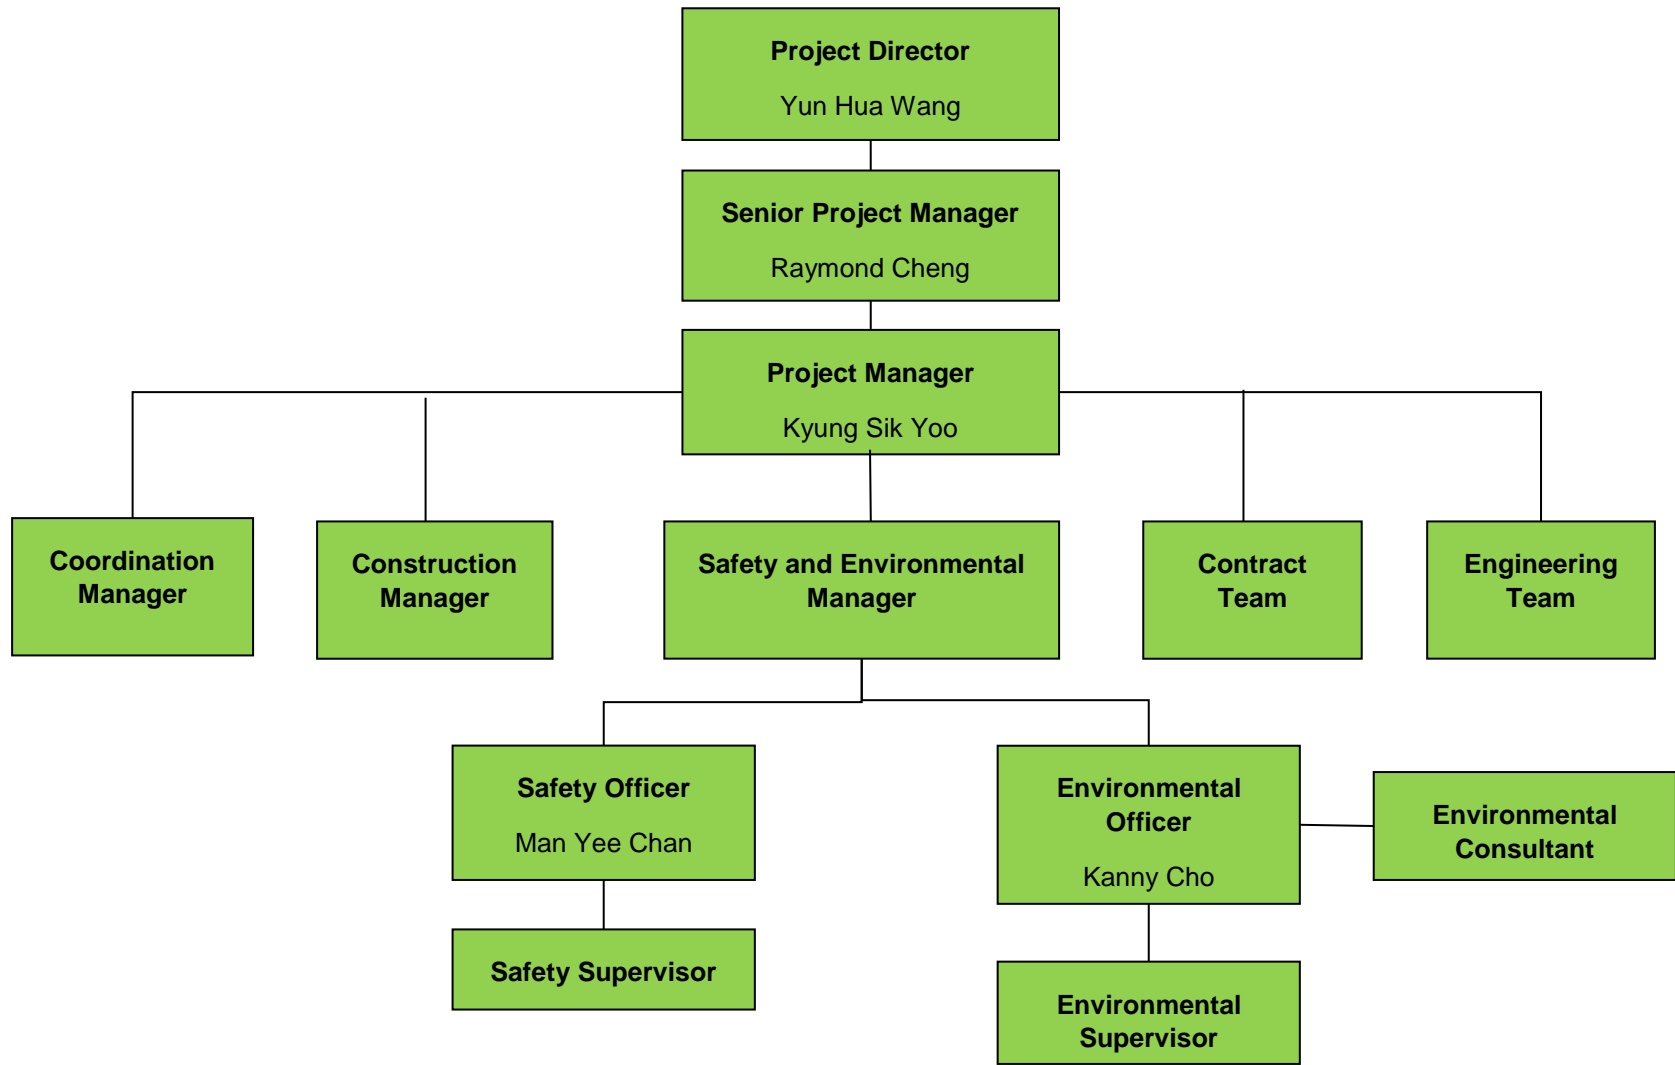 Project Director
Yun Hua Wang
Senior Project Manager
Raymond Cheng
Project Manager
Kyung Sik Yoo
Coordination
Manager
Construction
Manager
Safety and Environmental
Manager
Contract
Team
Engineering
Team
Safety Officer
Man Yee Chan
Environmental
Officer
Kanny Cho
Environmental
Consultant
Safety Supervisor
Environmental
Supervisor